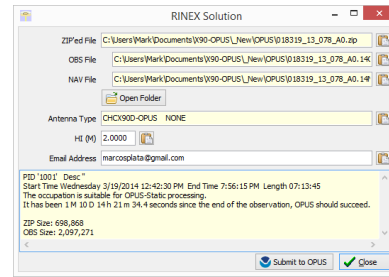 RINEX Solution
ZIP'ed File C:\Users\Mark\Documents\X90-OPUS\_New\OPUS\018319_13_078_A0.zip
OBS File C:\Users\Mark\Documents\X90-OPUS\_New\OPUS\018319_13_078_A0.14O
NAV File C:\Users\Mark\Documents\X90-OPUS\_New\OPUS\018319_13_078_A0.14N
Open Folder
Antenna Type CHCX90D-OPUS NONE
HI (M) 2.0000
Email Address marcosplata@gmail.com
PID '1001' Desc ''
Start Time Wednesday 3/19/2014 12:42:30 PM End Time 7:56:15 PM Length 07:13:45
The occupation is suitable for OPUS-Static processing.
It has been 1 M 10 D 14 h 21 m 34.4 seconds since the end of the observation, OPUS should succeed.
ZIP Size: 698,868
OBS Size: 2,097,271
Submit to OPUS
Close